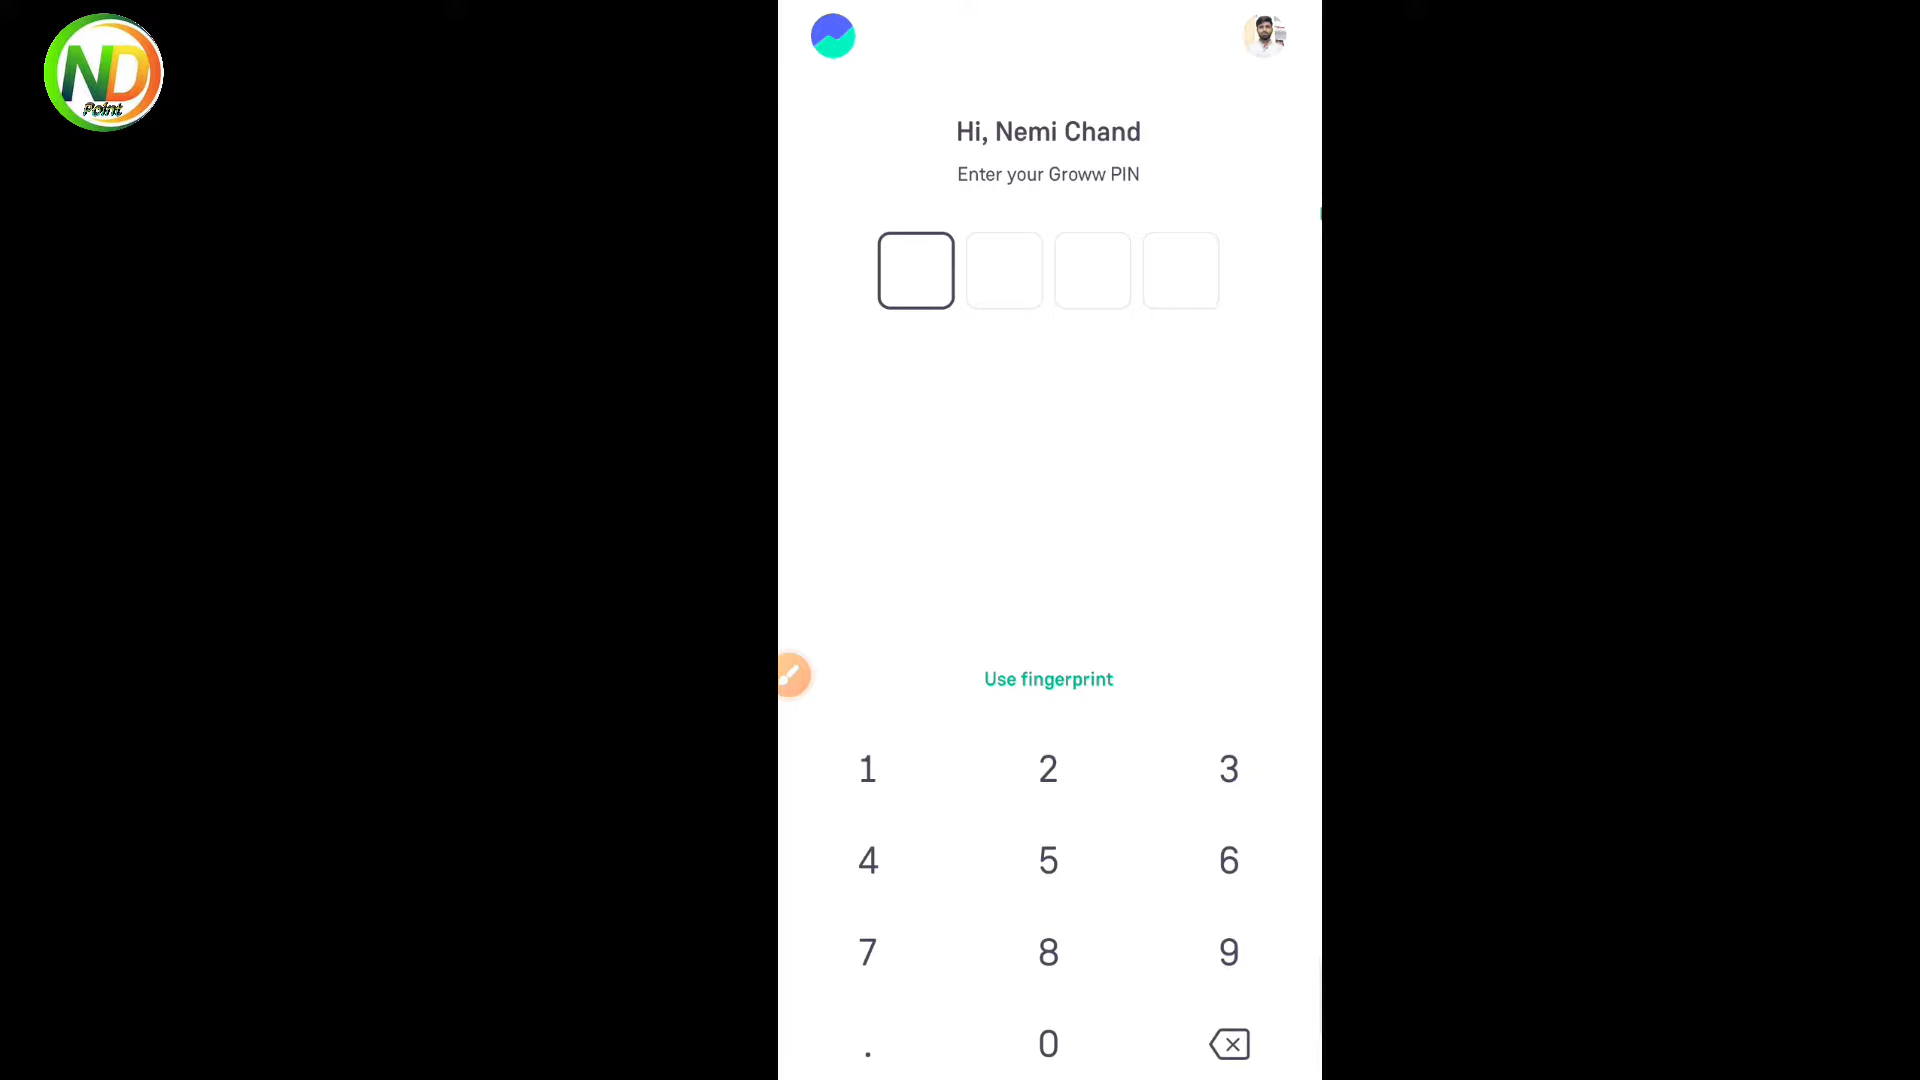 ND
Point
Hi, Nemi Chand
Enter your Groww PIN
Use fingerprint
1 2 3
4 5 6
7 8 9
. 0